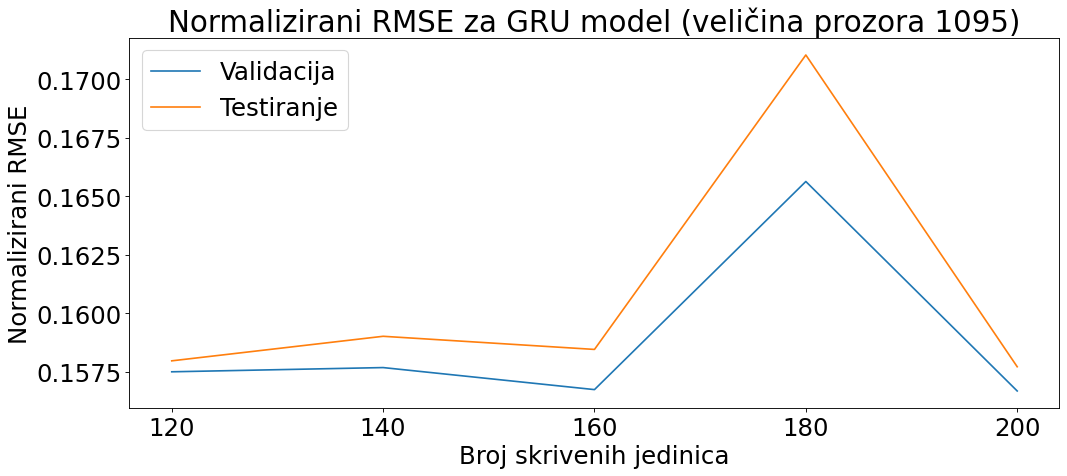 Normalizirani RMSE za GRU model (veličina prozora 1095)
Validacija
Testiranje
Normalizirani RMSE
0.1700
0.1675
0.1650
0.1625
0.1600
0.1575
120 140 160 180 200
Broj skrivenih jedinica